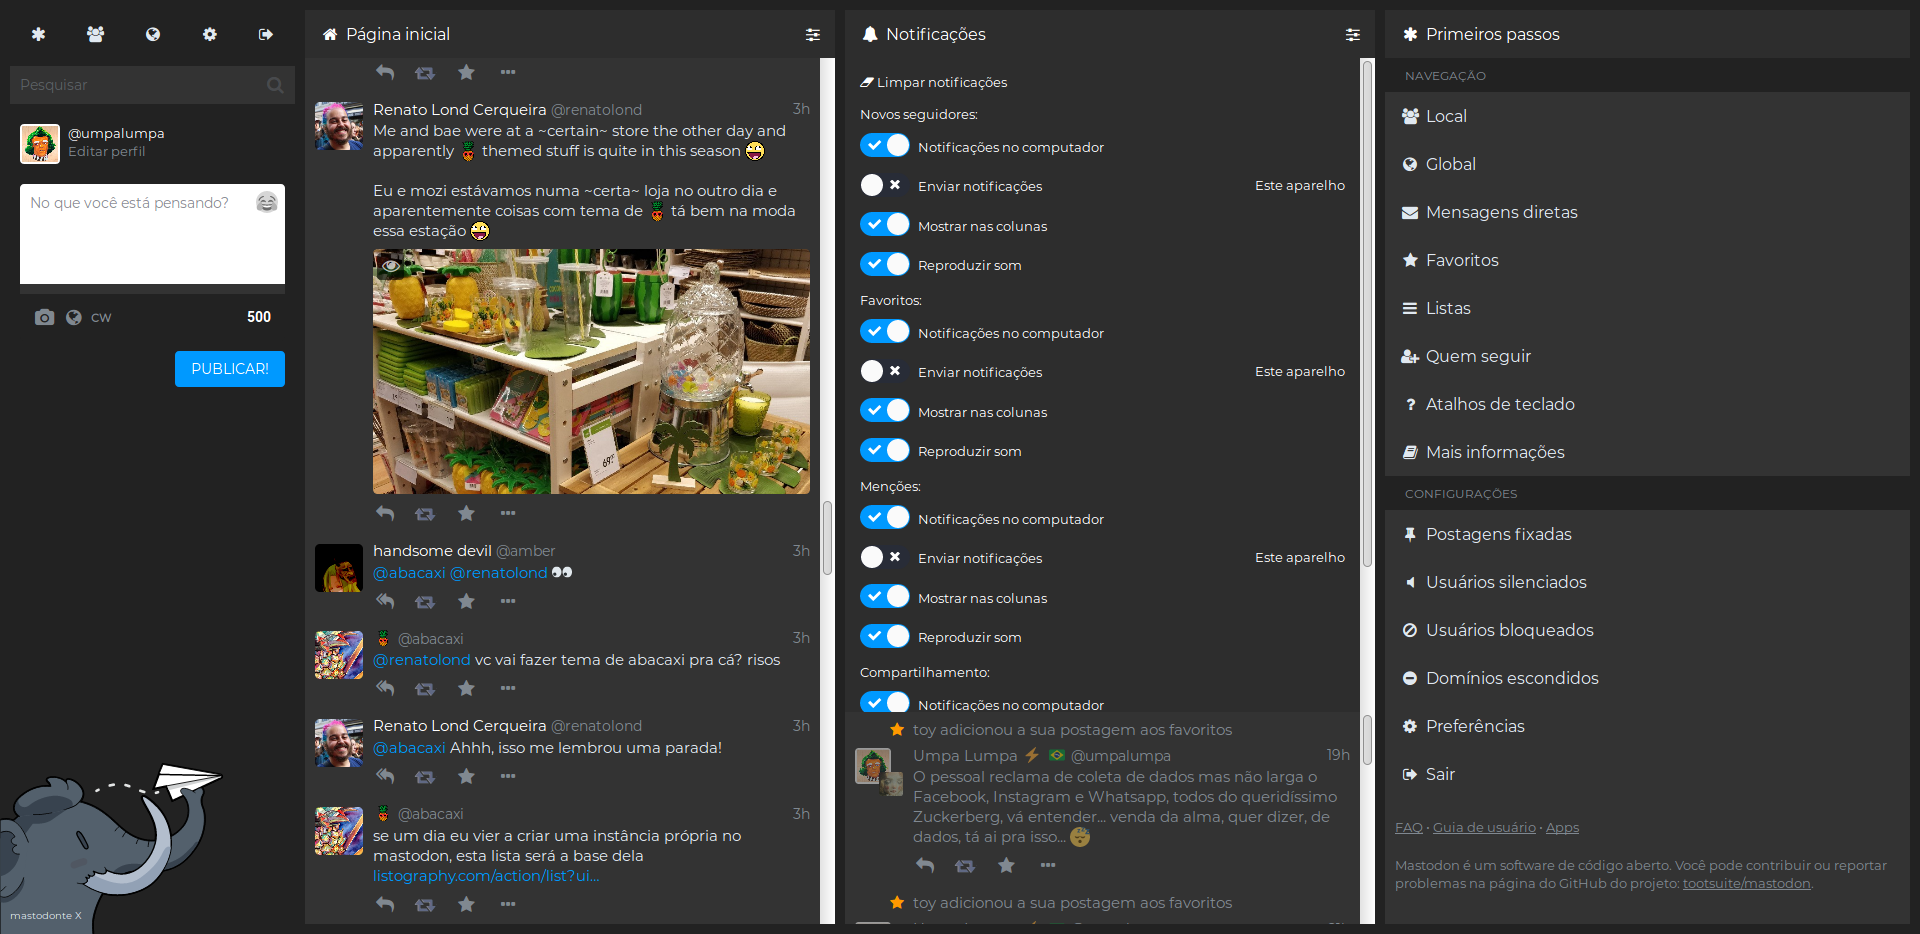 Pesquisar
@umpalumpa
Editar perfil
No que você está pensando?
CW
500
PUBLICAR!
mastodonte X
Página inicial
Renato Lond Cerqueira @renatolond
3h
Me and bae were at a ~certain~ store the other day and
apparently themed stuff is quite in this season
Eu e mozi estávamos numa ~certa~ loja no outro dia e
aparentemente coisas com tema de tá bem na moda
essa estação
69
handsome devil @amber
3h
@abacaxi @renatolond
@abacaxi
3h
@renatolond vc vai fazer tema de abacaxi pra cá? risos
Renato Lond Cerqueira @renatolond
3h
@abacaxi Ahhh, isso me lembrou uma parada!
@abacaxi
3h
se um dia eu vier a criar uma instância própria no
mastodon, esta lista será a base dela
listography.com/action/list?ui...
Notificações
Limpar notificações
Novos seguidores:
Notificações no computador
Enviar notificações
Este aparelho
Mostrar nas colunas
Reproduzir som
Favoritos:
Notificações no computador
Enviar notificações
Este aparelho
Mostrar nas colunas
Reproduzir som
Menções:
Notificações no computador
Enviar notificações
Este aparelho
Mostrar nas colunas
Reproduzir som
Compartilhamento:
Notificações no computador
toy adicionou a sua postagem aos favoritos
Umpa Lumpa @umpalumpa
19h
O pessoal reclama de coleta de dados mas não larga o
Facebook, Instagram e Whatsapp, todos do queridíssimo
Zuckerberg, vá entender... venda da alma, quer dizer, de
dados, tá ai pra isso...
toy adicionou a sua postagem aos favoritos
Primeiros passos
NAVEGAÇÃO
Local
Global
Mensagens diretas
Favoritos
Listas
Quem seguir
Atalhos de teclado
Mais informações
CONFIGURAÇÕES
Postagens fixadas
Usuários silenciados
Usuários bloqueados
Domínios escondidos
Preferências
Sair
FAQ · Guia de usuário · Apps
Mastodon é um software de código aberto. Você pode contribuir ou reportar
problemas na página do GitHub do projeto: tootsuite/mastodon.